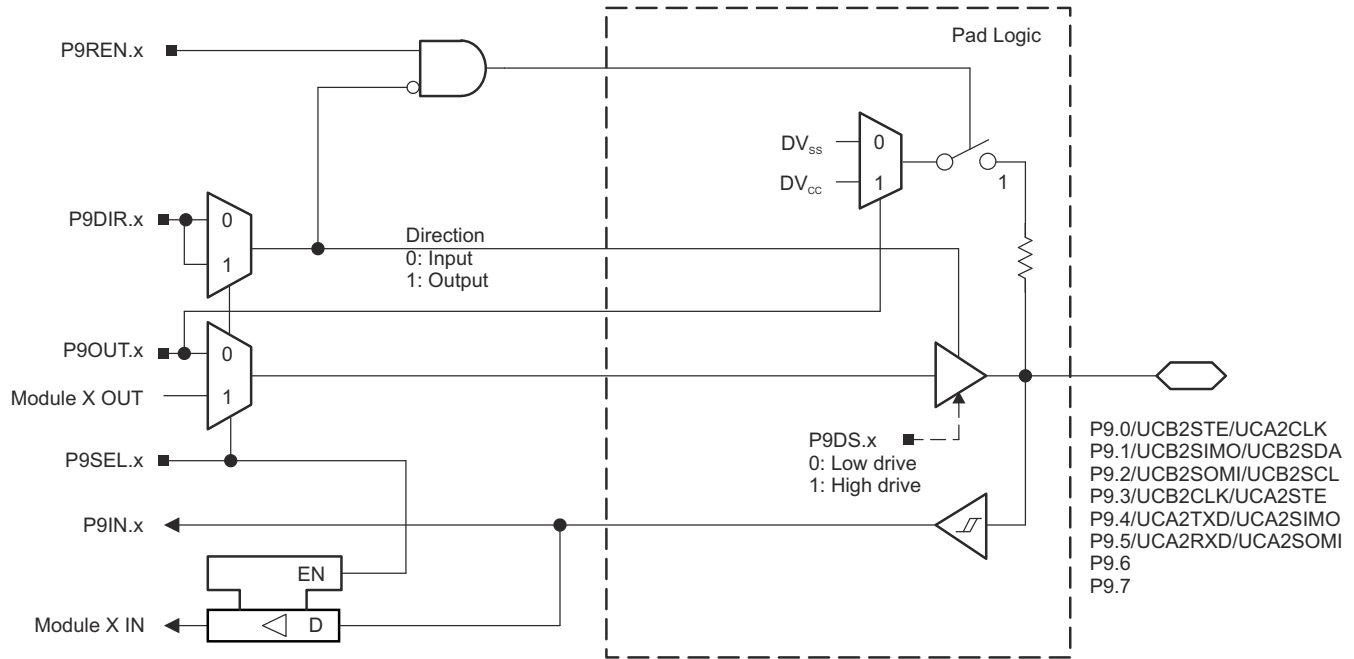 Pad Logic
P9REN.x
DVSS
0
DVCC
1
1
P9DIR.x
0
1
Direction
0: Input
1: Output
P9OUT.x
0
Module X OUT
1
P9DS.x
0: Low drive
1: High drive
P9SEL.x
P9IN.x
EN
Module X IN
D
P9.0/UCB2STE/UCA2CLK
P9.1/UCB2SIMO/UCB2SDA
P9.2/UCB2SOMI/UCB2SCL
P9.3/UCB2CLK/UCA2STE
P9.4/UCA2TXD/UCA2SIMO
P9.5/UCA2RXD/UCA2SOMI
P9.6
P9.7